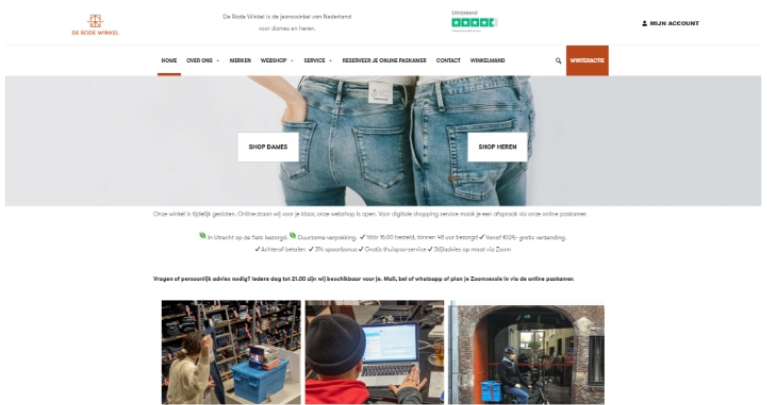 DE RODE WINKEL
De Rode Winkel is de jeanswinkel van Nederland
voor dames en heren.
Uitstekend
MIJN ACCOUNT
HOME OVER ONS MERKEN WEBSHOP SERVICE RESERVEER JE ONLINE PASKAMER CONTACT WINKELMAND WINTERACTIE
SHOP DAMES SHOP HEREN
Onze winkel is tijdelijk gesloten. Online staan wij voor je klaar, onze webshop is open. Voor digitale shopping service maak je een afspraak via onze online paskamer.
In Utrecht op de fiets bezorgd. Duurzame verpakking. ✓ Vóór 16.00 besteld, binnen 48 uur bezorgd ✓ Vanaf gratis verzending.
✓ Achteraf betalen ✓ 3% spaarbonus ✓ Gratis thuispas-service ✓ Stijladvies op maat via Zoom
Vragen of persoonlijk advies nodig? Iedere dag tot 21.00 zijn wij beschikbaar voor je. Mail, bel of whatsapp of plan je Zoomsessie in via de online paskamer.